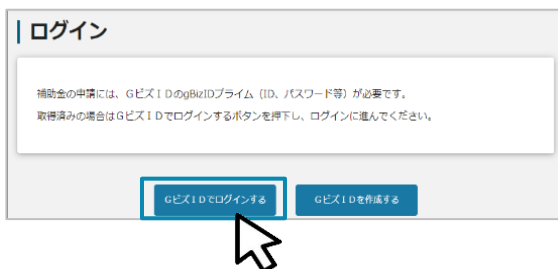 ログイン
補助金の申請には、GビズIDのgBizIDプライム（ID、パスワード等）が必要です。
取得済みの場合はGビズIDでログインするボタンを押下し、ログインに進んでください。
GビズIDでログインする
GビズIDを作成する